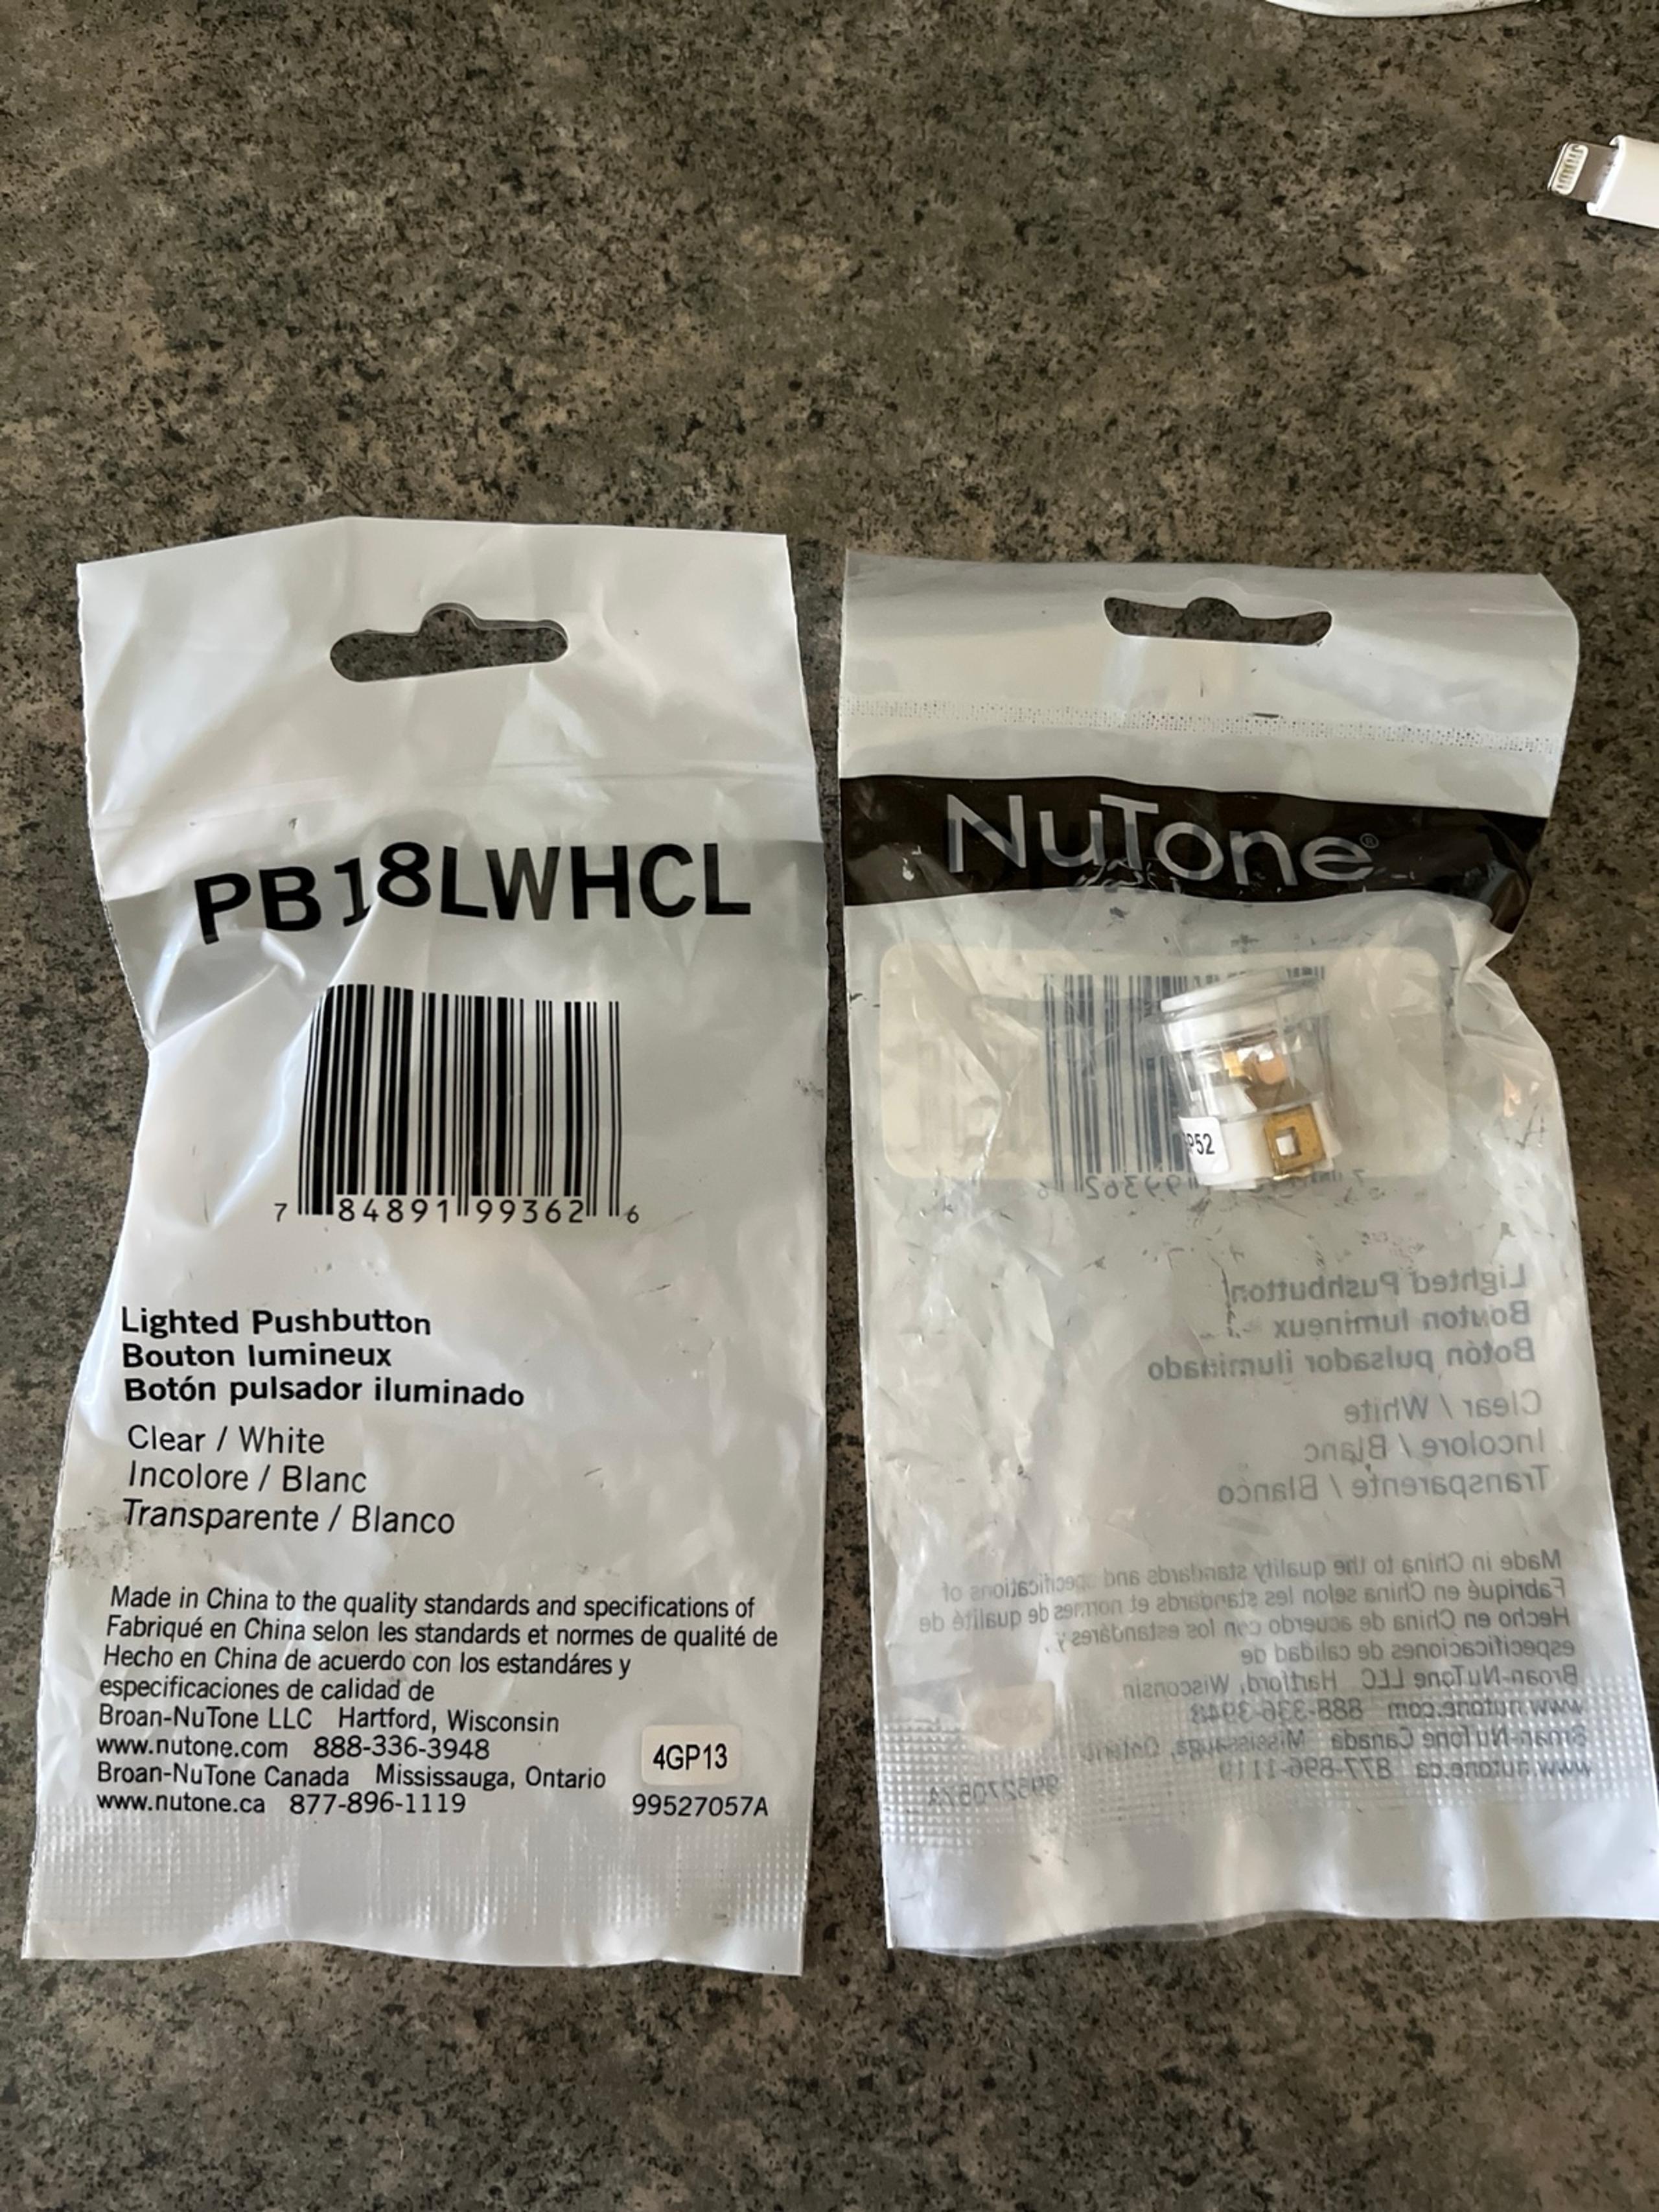 PB18LWHCL
7 84891 99362 6
Lighted Pushbutton
Bouton lumineux
Botón pulsador iluminado
Clear / White
Incolore / Blanc
Transparente / Blanco
Made in China to the quality standards and specifications of
Fabriqué en China selon les standards et normes de qualité de
Hecho en China de acuerdo con los estandáres y
especificaciones de calidad de
Broan-NuTone LLC Hartford, Wisconsin
www.nutone.com 888-336-3948
Broan-NuTone Canada Mississauga, Ontario
www.nutone.ca 877-896-1119
4GP13
99527057A
NuTone®
P52
7 99362 6
Lighted Pushbutton
Bouton lumineux
Botón pulsador iluminado
Clear / White
Incolore / Blanc
Transparente / Blanco
Made in China to the quality standards and specifications of
Fabriqué en China selon les standards et normes de qualité de
Hecho en China de acuerdo con los estandáres y
especificaciones de calidad de
Broan-NuTone LLC Hartford, Wisconsin
www.nutone.com 888-336-3948
Broan-NuTone Canada Mississauga, Ontario
www.nutone.ca 877-896-1119
99527057A